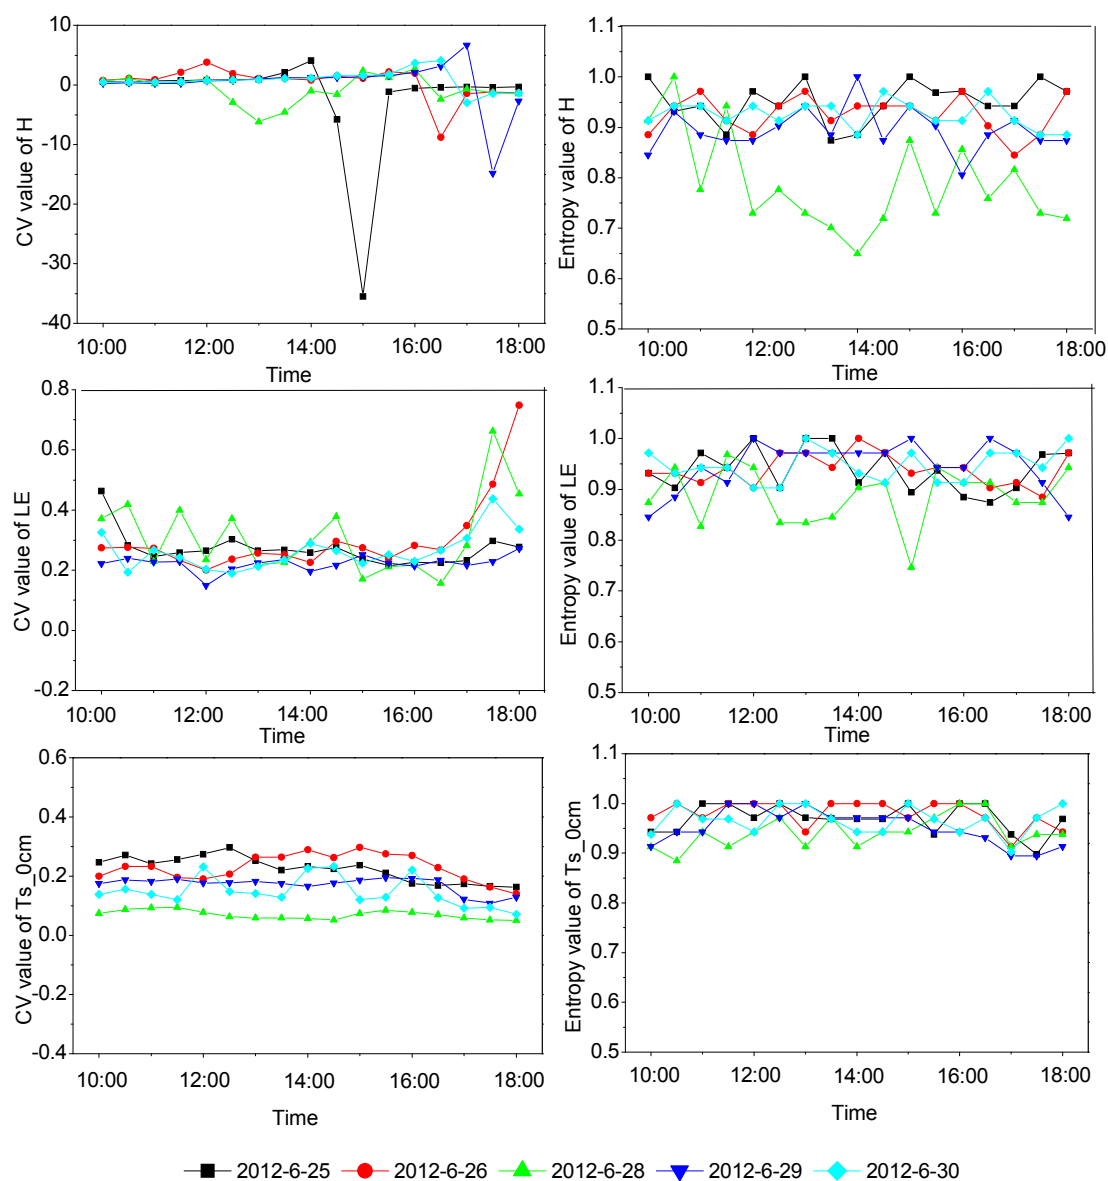 CV value of H
10
0
-10
-20
-30
-40
10:00 12:00 14:00 16:00 18:00
Time
Entropy value of H
1.1
1.0
0.9
0.8
0.7
0.6
0.5
10:00 12:00 14:00 16:00 18:00
Time
CV value of LE
0.8
0.6
0.4
0.2
0.0
-0.2
10:00 12:00 14:00 16:00 18:00
Time
Entropy value of LE
1.1
1.0
0.9
0.8
0.7
0.6
0.5
10:00 12:00 14:00 16:00 18:00
Time
CV value of Ts_0cm
0.6
0.4
0.2
0.0
-0.2
-0.4
10:00 12:00 14:00 16:00 18:00
Time
Entropy value of Ts_0cm
1.1
1.0
0.9
0.8
0.7
0.6
0.5
10:00 12:00 14:00 16:00 18:00
Time
2012-6-25 2012-6-26 2012-6-28 2012-6-29 2012-6-30